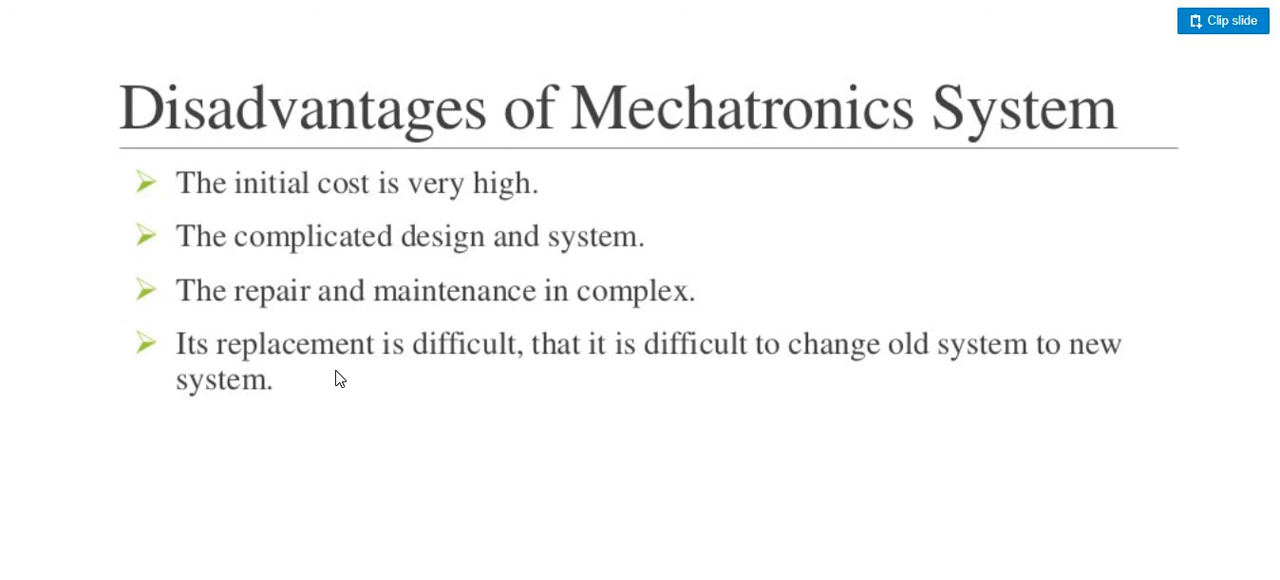 Clip slide
Disadvantages of Mechatronics System
The initial cost is very high.
The complicated design and system.
The repair and maintenance in complex.
Its replacement is difficult, that it is difficult to change old system to new
system.